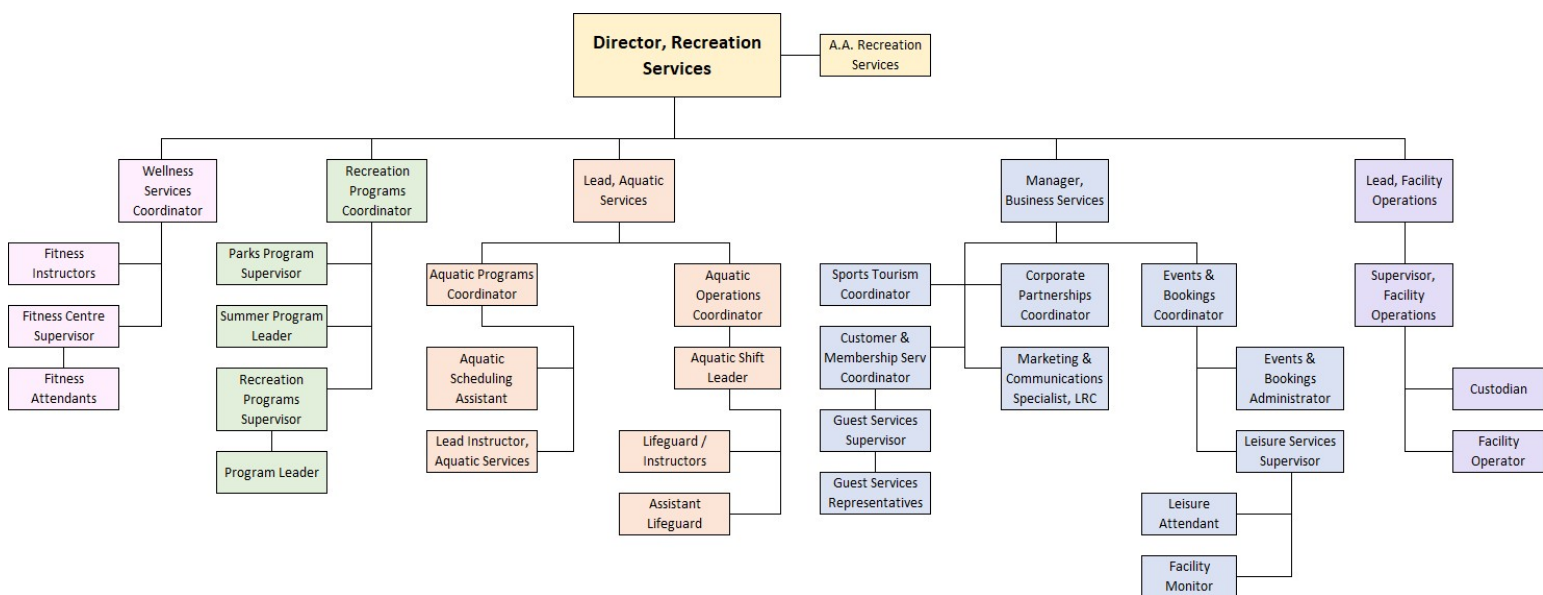 Director, Recreation
Services
A.A. Recreation
Services
Wellness
Services
Coordinator
Recreation
Programs
Coordinator
Lead, Aquatic
Services
Manager,
Business Services
Lead, Facility
Operations
Fitness
Instructors
Fitness Centre
Supervisor
Fitness
Attendants
Parks Program
Supervisor
Summer Program
Leader
Recreation
Programs
Supervisor
Program Leader
Aquatic Programs
Coordinator
Aquatic
Scheduling
Assistant
Lead Instructor,
Aquatic Services
Aquatic
Operations
Coordinator
Aquatic Shift
Leader
Lifeguard /
Instructors
Assistant
Lifeguard
Sports Tourism
Coordinator
Customer &
Membership Serv
Coordinator
Guest Services
Supervisor
Guest Services
Representatives
Corporate
Partnerships
Coordinator
Marketing &
Communications
Specialist, LRC
Events &
Bookings
Coordinator
Events &
Bookings
Administrator
Leisure Services
Supervisor
Leisure
Attendant
Facility
Monitor
Supervisor,
Facility
Operations
Custodian
Facility
Operator